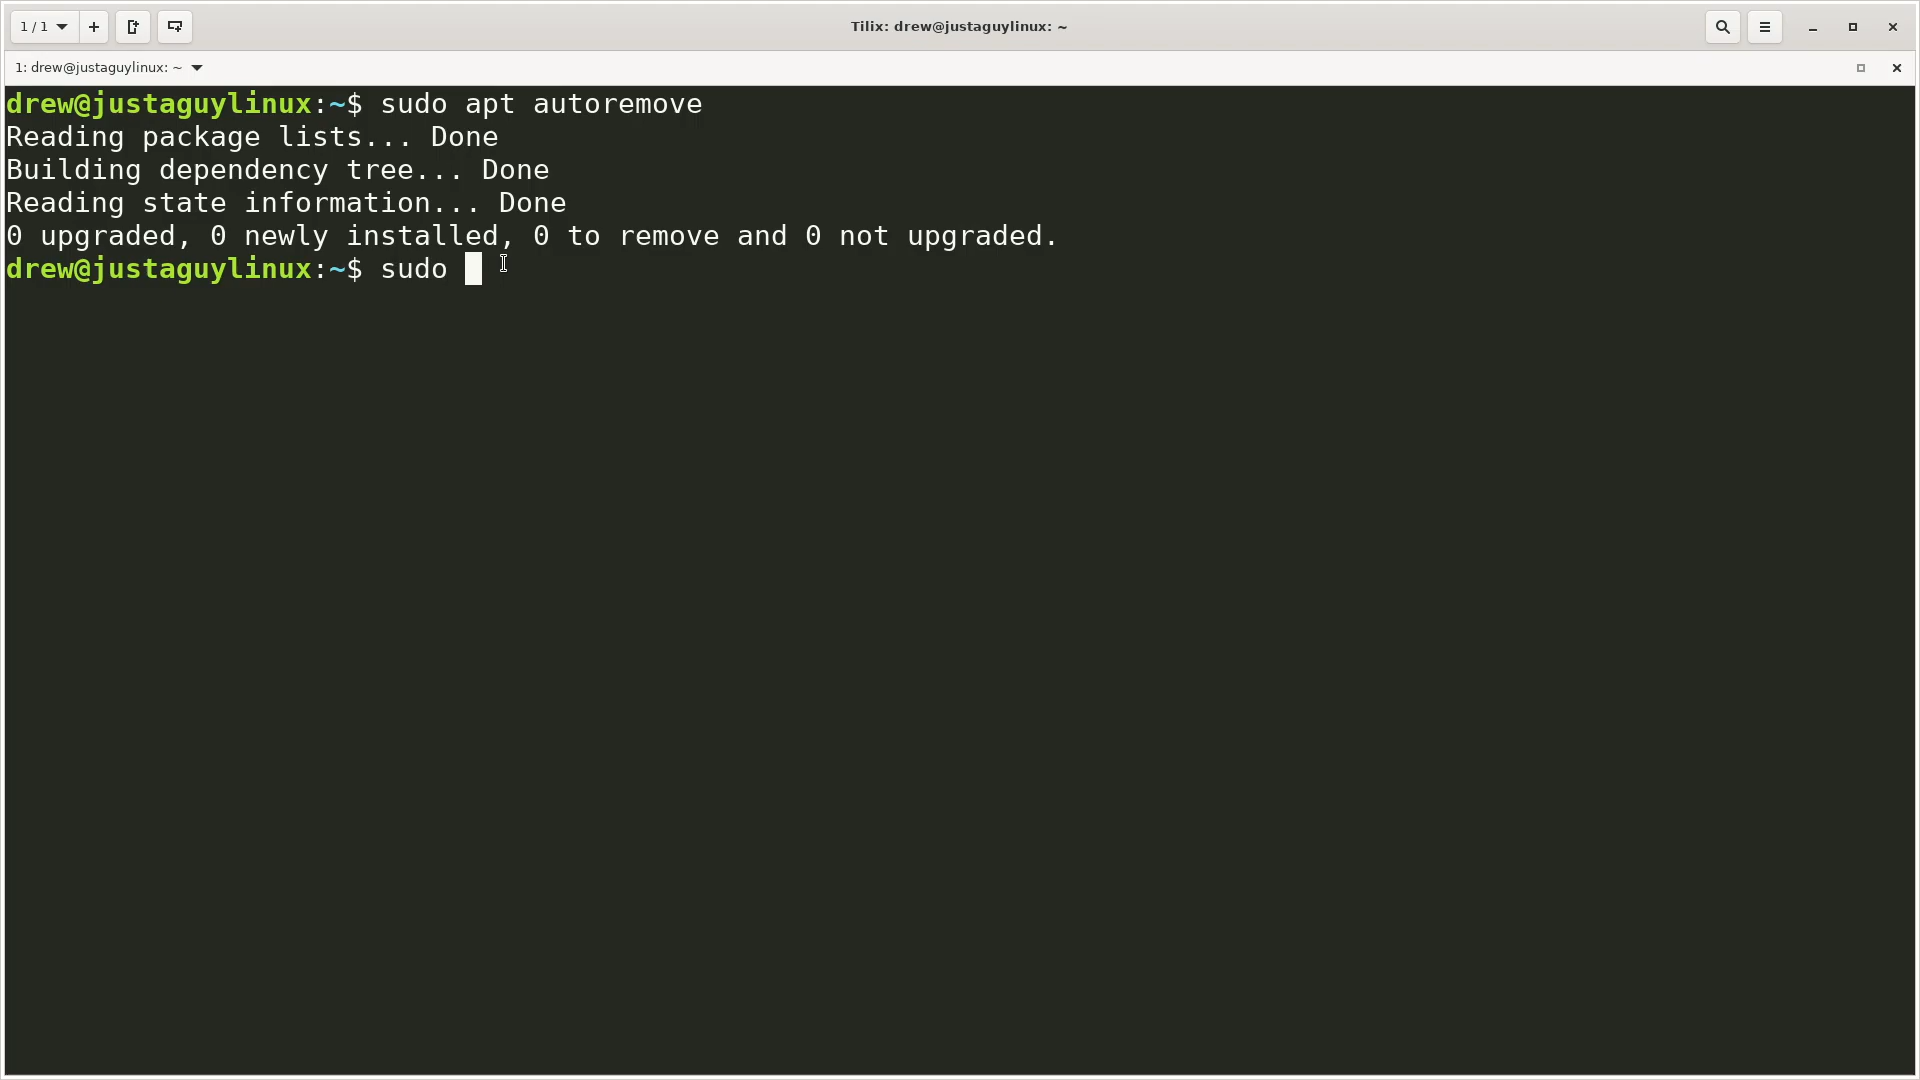 1 / 1
Tilix: drew@justaguylinux: ~
1: drew@justaguylinux: ~
drew@justaguylinux:~$ sudo apt autoremove
Reading package lists... Done
Building dependency tree... Done
Reading state information... Done
0 upgraded, 0 newly installed, 0 to remove and 0 not upgraded.
drew@justaguylinux:~$ sudo